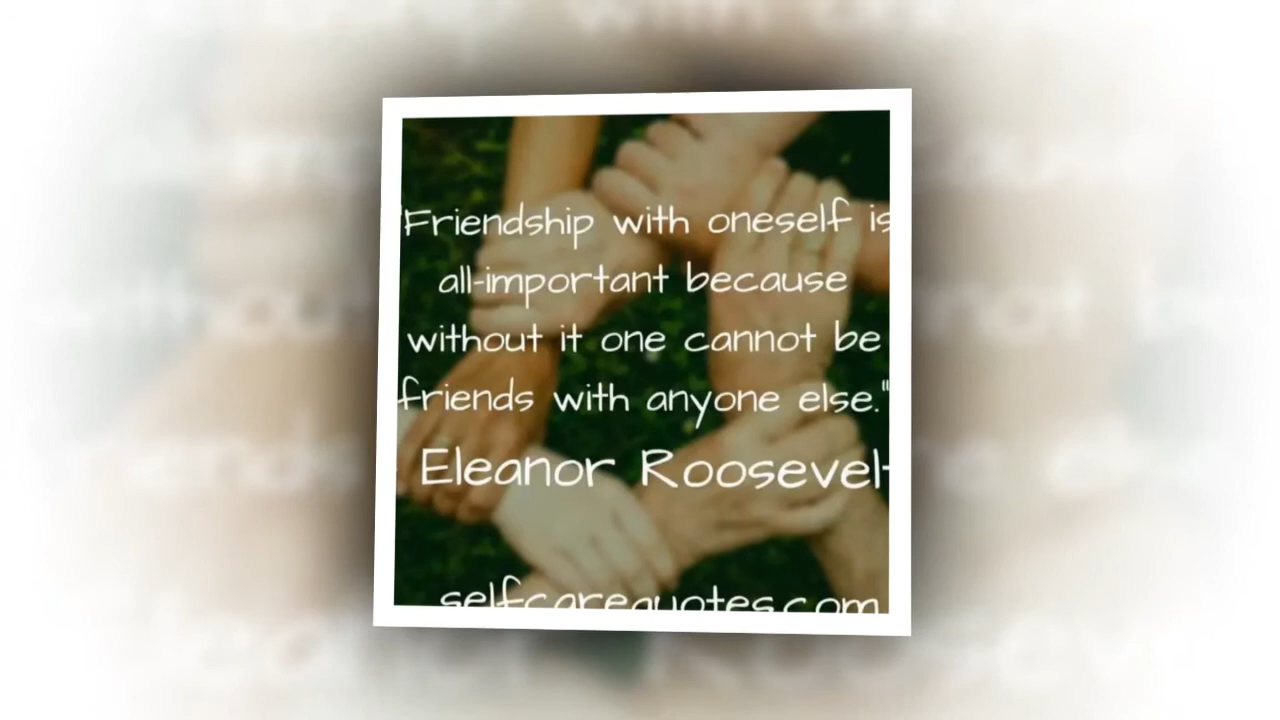 "Friendship with oneself is
all-important because
without it one cannot be
friends with anyone else."
Eleanor Roosevelt
selfcarequotes.com